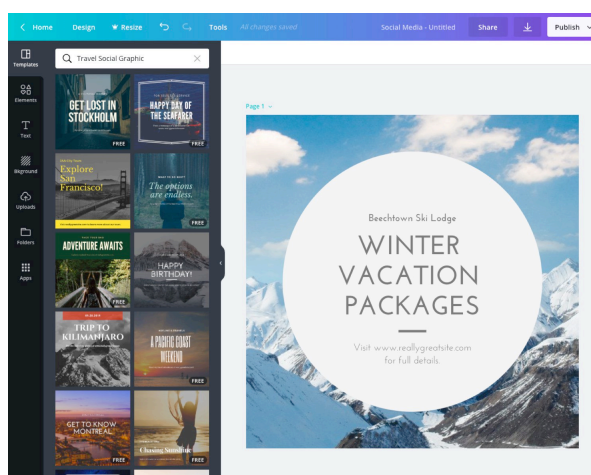 Home
Design
Resize
Tools
All changes saved
Social Media - Untitled
Share
Publish
Templates
Elements
Text
Bkground
Uploads
Folders
Apps
Travel Social Graphic
GET LOST IN
STOCKHOLM
FREE
HAPPY DAY OF
THE SEAFARER
FREE
Explore
San
Francisco!
The options
are endless.
FREE
ADVENTURE AWAITS
FREE
HAPPY
BIRTHDAY!
TRIP TO
KILIMANJARO
A PACIFIC COAST
WEEKEND
FREE
GET TO KNOW
MONTREAL
FREE
Chasing Sunshine
FREE
Page 1
Beechtown Ski Lodge
WINTER
VACATION
PACKAGES
Visit www.reallygreatsite.com
for full details.